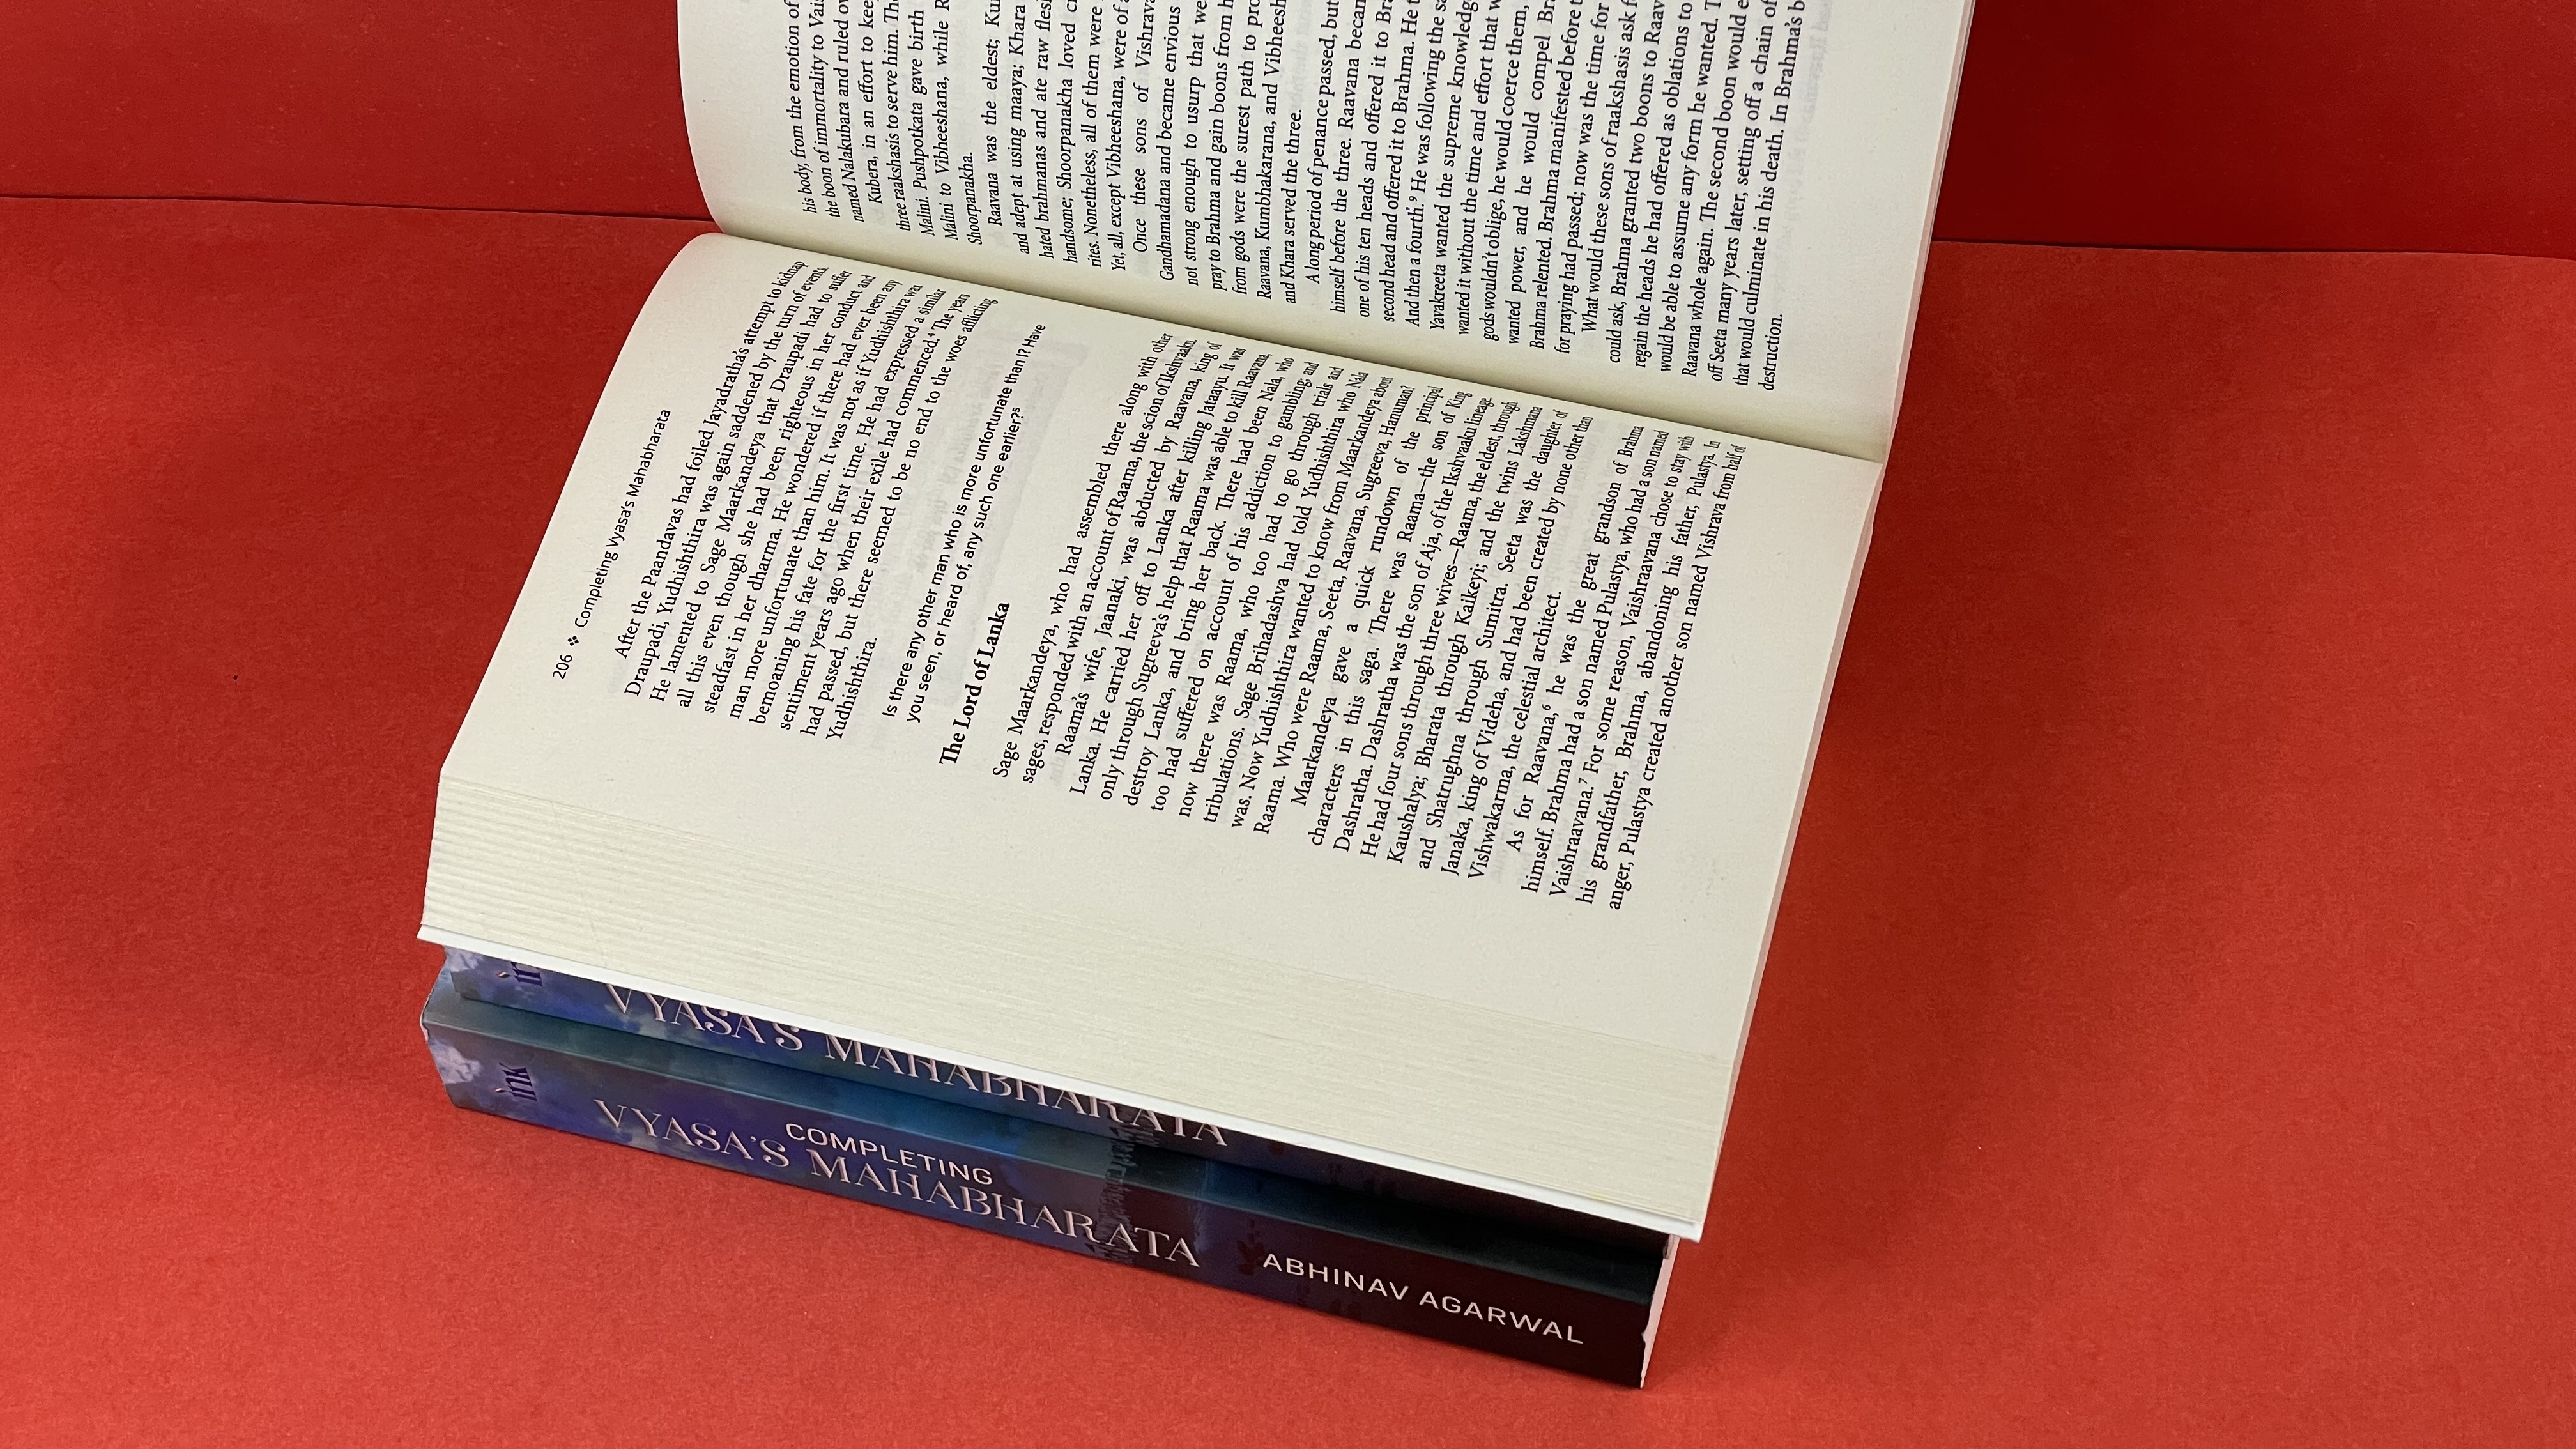 206 ❖ Completing Vyasa's Mahabharata
After the Paandavas had foiled Jayadratha's attempt to kidnap
Draupadi, Yudhishthira was again saddened by the turn of events.
He lamented to Sage Maarkandeya that Draupadi had to suffer
all this even though she had been righteous in her conduct and
steadfast in her dharma. He wondered if there had ever been any
man more unfortunate than him. It was not as if Yudhishthira was
bemoaning his fate for the first time. He had expressed a similar
sentiment years ago when their exile had commenced.⁴ The years
had passed, but there seemed to be no end to the woes afflicting
Yudhishthira.
Is there any other man who is more unfortunate than I? Have
you seen, or heard of, any such one earlier?⁵
The Lord of Lanka
Sage Maarkandeya, who had assembled there along with other
sages, responded with an account of Raama, the scion of Ikshvaaku.
Raama's wife, Jaanaki, was abducted by Raavana, king of
Lanka. He carried her off to Lanka after killing Jataayu. It was
only through Sugreeva's help that Raama was able to kill Raavana,
destroy Lanka, and bring her back. There had been Nala, who
too had suffered on account of his addiction to gambling; and
now there was Raama, who too had to go through trials and
tribulations. Sage Brihadashva had told Yudhishthira who Nala
was. Now Yudhishthira wanted to know from Maarkandeya about
Raama. Who were Raama, Seeta, Raavana, Sugreeva, Hanuman?
Markandeya gave a quick rundown of the principal
characters in this saga. There was Raama—the son of King
Dashratha. Dashratha was the son of Aja, of the Ikshvaaku lineage.
He had four sons through three wives—Raama, the eldest, through
Kaushalya; Bharata through Kaikeyi; and the twins Lakshmana
and Shatrughna through Sumitra. Seeta was the daughter of
Janaka, king of Videha, and had been created by none other than
Vishwakarma, the celestial architect.
As for Raavana,⁶ he was the great grandson of Brahma
himself. Brahma had a son named Pulastya, who had a son named
Vaishraavana.⁷ For some reason, Vaishraavana chose to stay with
his grandfather, Brahma, abandoning his father, Pulastya. In
anger, Pulastya created another son named Vishrava from half of
his body, from the emotion of
the boon of immortality to
named Nalakubara and ruled
Kubera, in an effort to
three raakshasis to serve him.
Malini. Pushpotkata gave birth
Malini to Vibheeshana, while
Shoorpanakha.
Raavana was the eldest;
and adept at using maaya; Khara
hated brahmanas and ate raw
handsome; Shoorpanakha loved
rites. Nonetheless, all of them were
Yet, all, except Vibheeshana, were of
Once these sons of
Gandhamadana and became envious
not strong enough to usurp that
pray to Brahma and gain boons from
from gods were the surest path to
Raavana, Kumbhakarana, and
and Khara served the three.
A long period of penance passed, but
himself before the three. Raavana
one of his ten heads and offered it to
second head and offered it to Brahma. He
And then a fourth.⁹ He was following the
Yavakreeta wanted the supreme
wanted it without the time and effort that
gods wouldn't oblige, he would coerce them,
wanted power, and he would compel
Brahma relented. Brahma manifested before
for praying had passed; now was the time for
What would these sons of raakshasis ask
could ask, Brahma granted two boons to
regain the heads he had offered as oblations to
would be able to assume any form he wanted.
Raavana whole again. The second boon would
off Seeta many years later, setting off a chain of
that would culminate in his death. In Brahma's
destruction.
VYASA'S MAHABHARATA
ink
COMPLETING
VYASA'S MAHABHARATA
ABHINAV AGARWAL